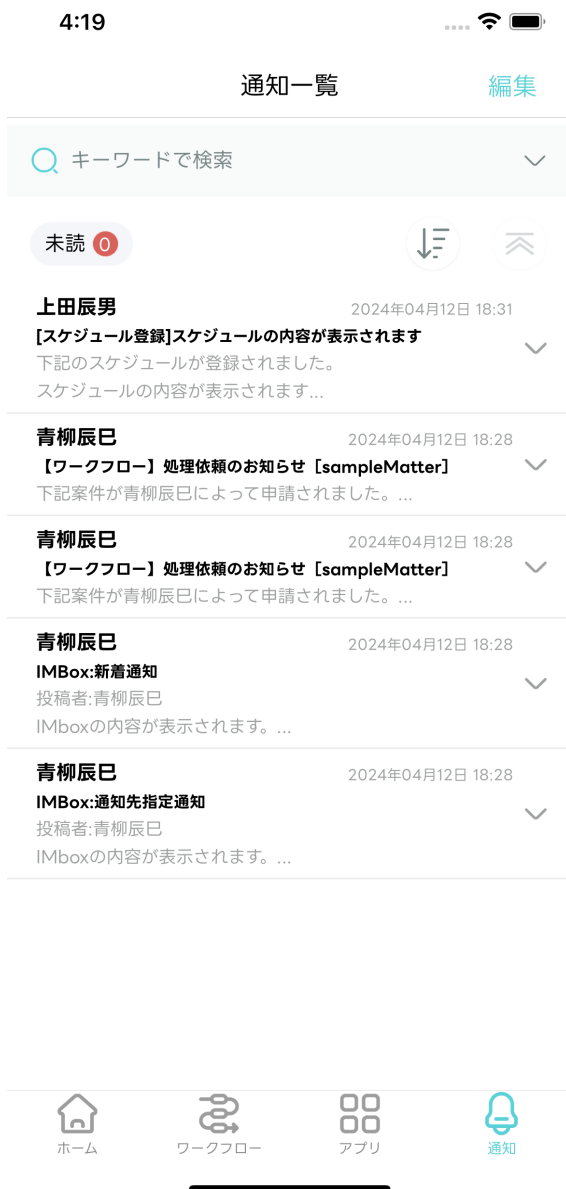 4:19
通知一覧
編集
キーワードで検索
未読 0
上田辰男
2024年04月12日 18:31
[スケジュール登録]スケジュールの内容が表示されます
下記のスケジュールが登録されました。
スケジュールの内容が表示されます...
青柳辰巳
2024年04月12日 18:28
【ワークフロー】処理依頼のお知らせ［sampleMatter］
下記案件が青柳辰巳によって申請されました。...
青柳辰巳
2024年04月12日 18:28
【ワークフロー】処理依頼のお知らせ［sampleMatter］
下記案件が青柳辰巳によって申請されました。...
青柳辰巳
2024年04月12日 18:28
IMBox:新着通知
投稿者:青柳辰巳
IMboxの内容が表示されます。...
青柳辰巳
2024年04月12日 18:28
IMBox:通知先指定通知
投稿者:青柳辰巳
IMboxの内容が表示されます。...
ホーム
ワークフロー
アプリ
通知